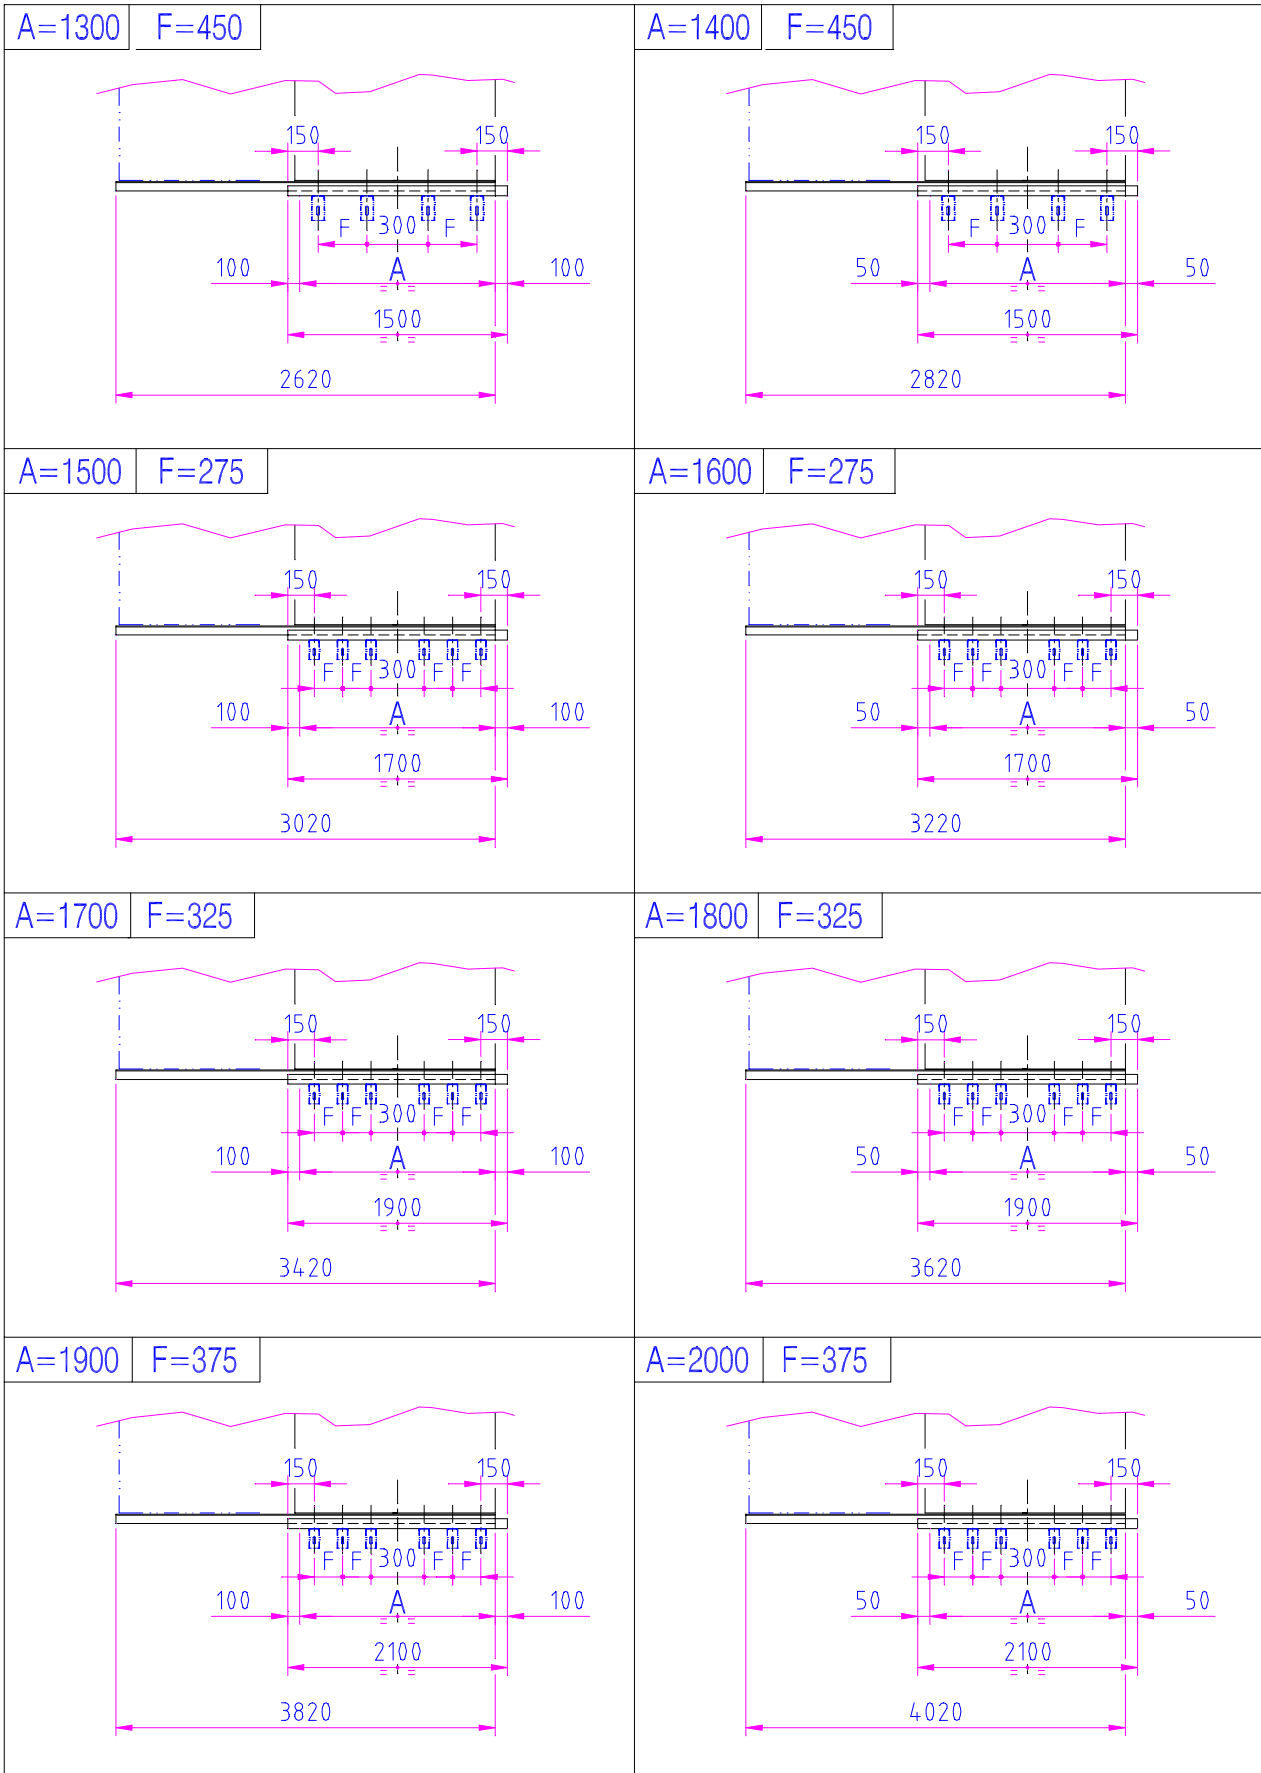 A=1300 F=450
150 150
F 300 F
100 A 100
= =
1500
= =
2620
A=1400 F=450
150 150
F 300 F
50 A 50
= =
1500
= =
2820
A=1500 F=275
150 150
F F 300 F F
100 A 100
= =
1700
= =
3020
A=1600 F=275
150 150
F F 300 F F
50 A 50
= =
1700
= =
3220
A=1700 F=325
150 150
F F 300 F F
100 A 100
= =
1900
= =
3420
A=1800 F=325
150 150
F F 300 F F
50 A 50
= =
1900
= =
3620
A=1900 F=375
150 150
F F 300 F F
100 A 100
= =
2100
= =
3820
A=2000 F=375
150 150
F F 300 F F
50 A 50
= =
2100
= =
4020